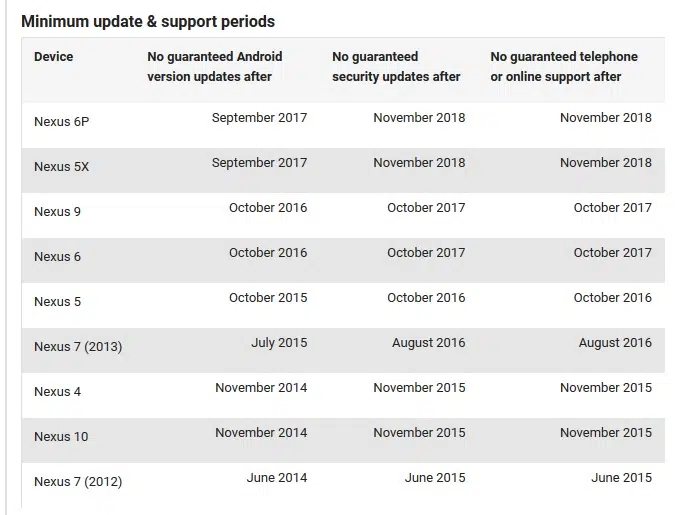 Minimum update & support periods
Device No guaranteed Android version updates after No guaranteed security updates after No guaranteed telephone or online support after
Nexus 6P September 2017 November 2018 November 2018
Nexus 5X September 2017 November 2018 November 2018
Nexus 9 October 2016 October 2017 October 2017
Nexus 6 October 2016 October 2017 October 2017
Nexus 5 October 2015 October 2016 October 2016
Nexus 7 (2013) July 2015 August 2016 August 2016
Nexus 4 November 2014 November 2015 November 2015
Nexus 10 November 2014 November 2015 November 2015
Nexus 7 (2012) June 2014 June 2015 June 2015